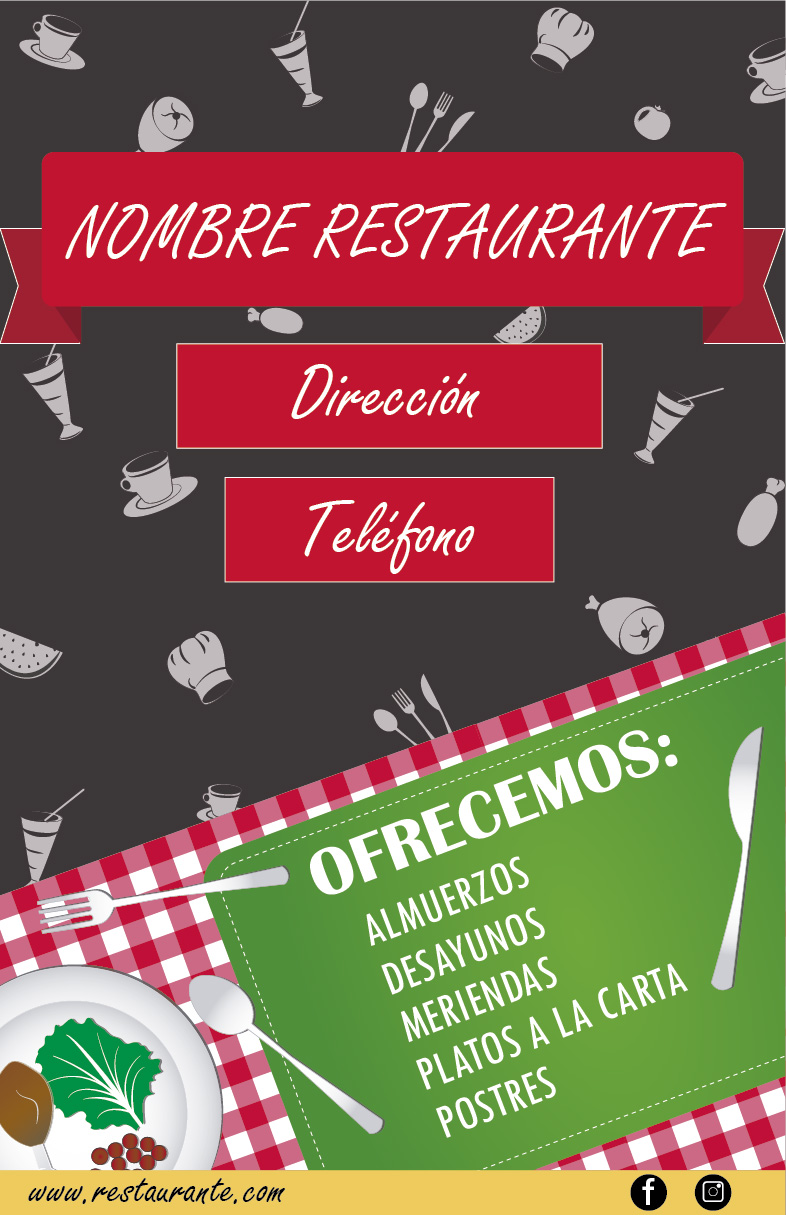 NOMBRE RESTAURANTE
Dirección
Teléfono
OFRECEMOS:
ALMUERZOS
DESAYUNOS
MERIENDAS
PLATOS A LA CARTA
POSTRES
www.restaurante.com